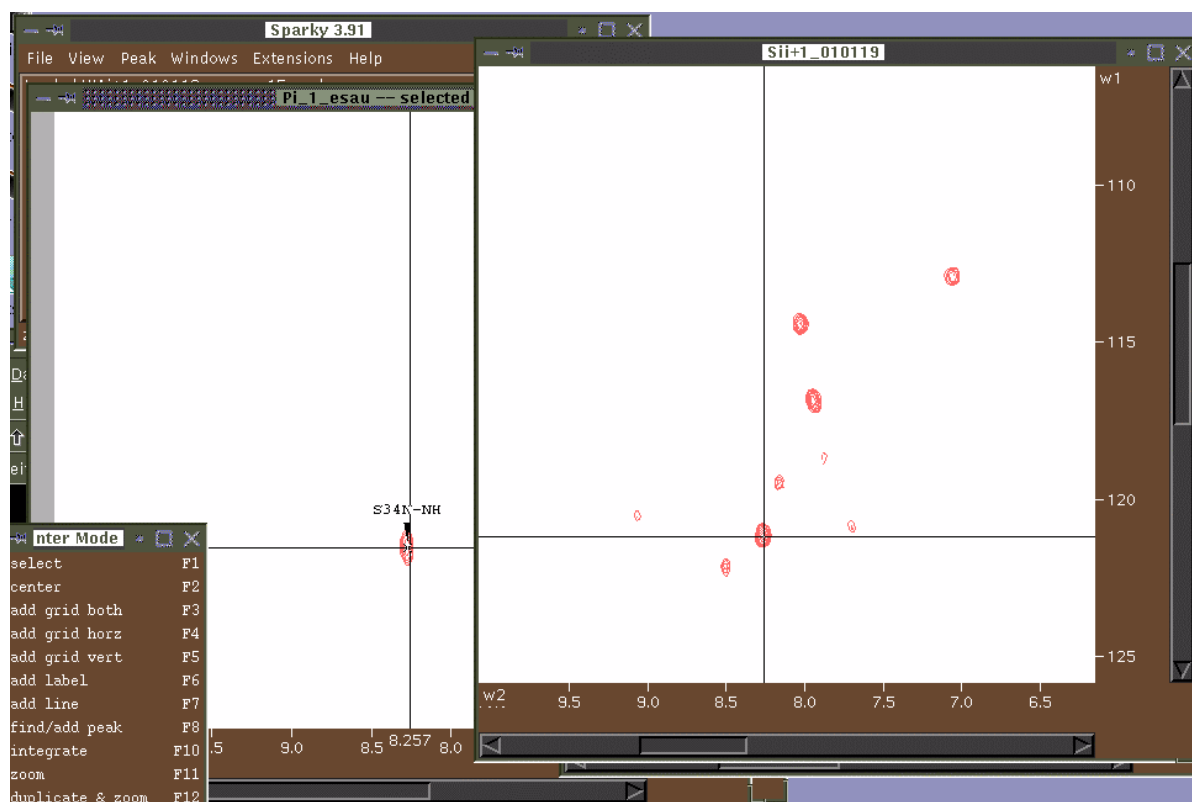 Sparky 3.91
File View Peak Windows Extensions Help
Sii+1_010119
Pi_1_esau -- selected
w1
110
115
120
125
S34N-NH
nter Mode
select F1
center F2
add grid both F3
add grid horz F4
add grid vert F5
add label F6
add line F7
find/add peak F8
integrate F10
zoom F11
duplicate & zoom F12
.5 9.0 8.5 8.257 8.0
w2
9.5 9.0 8.5 8.0 7.5 7.0 6.5
H
ei